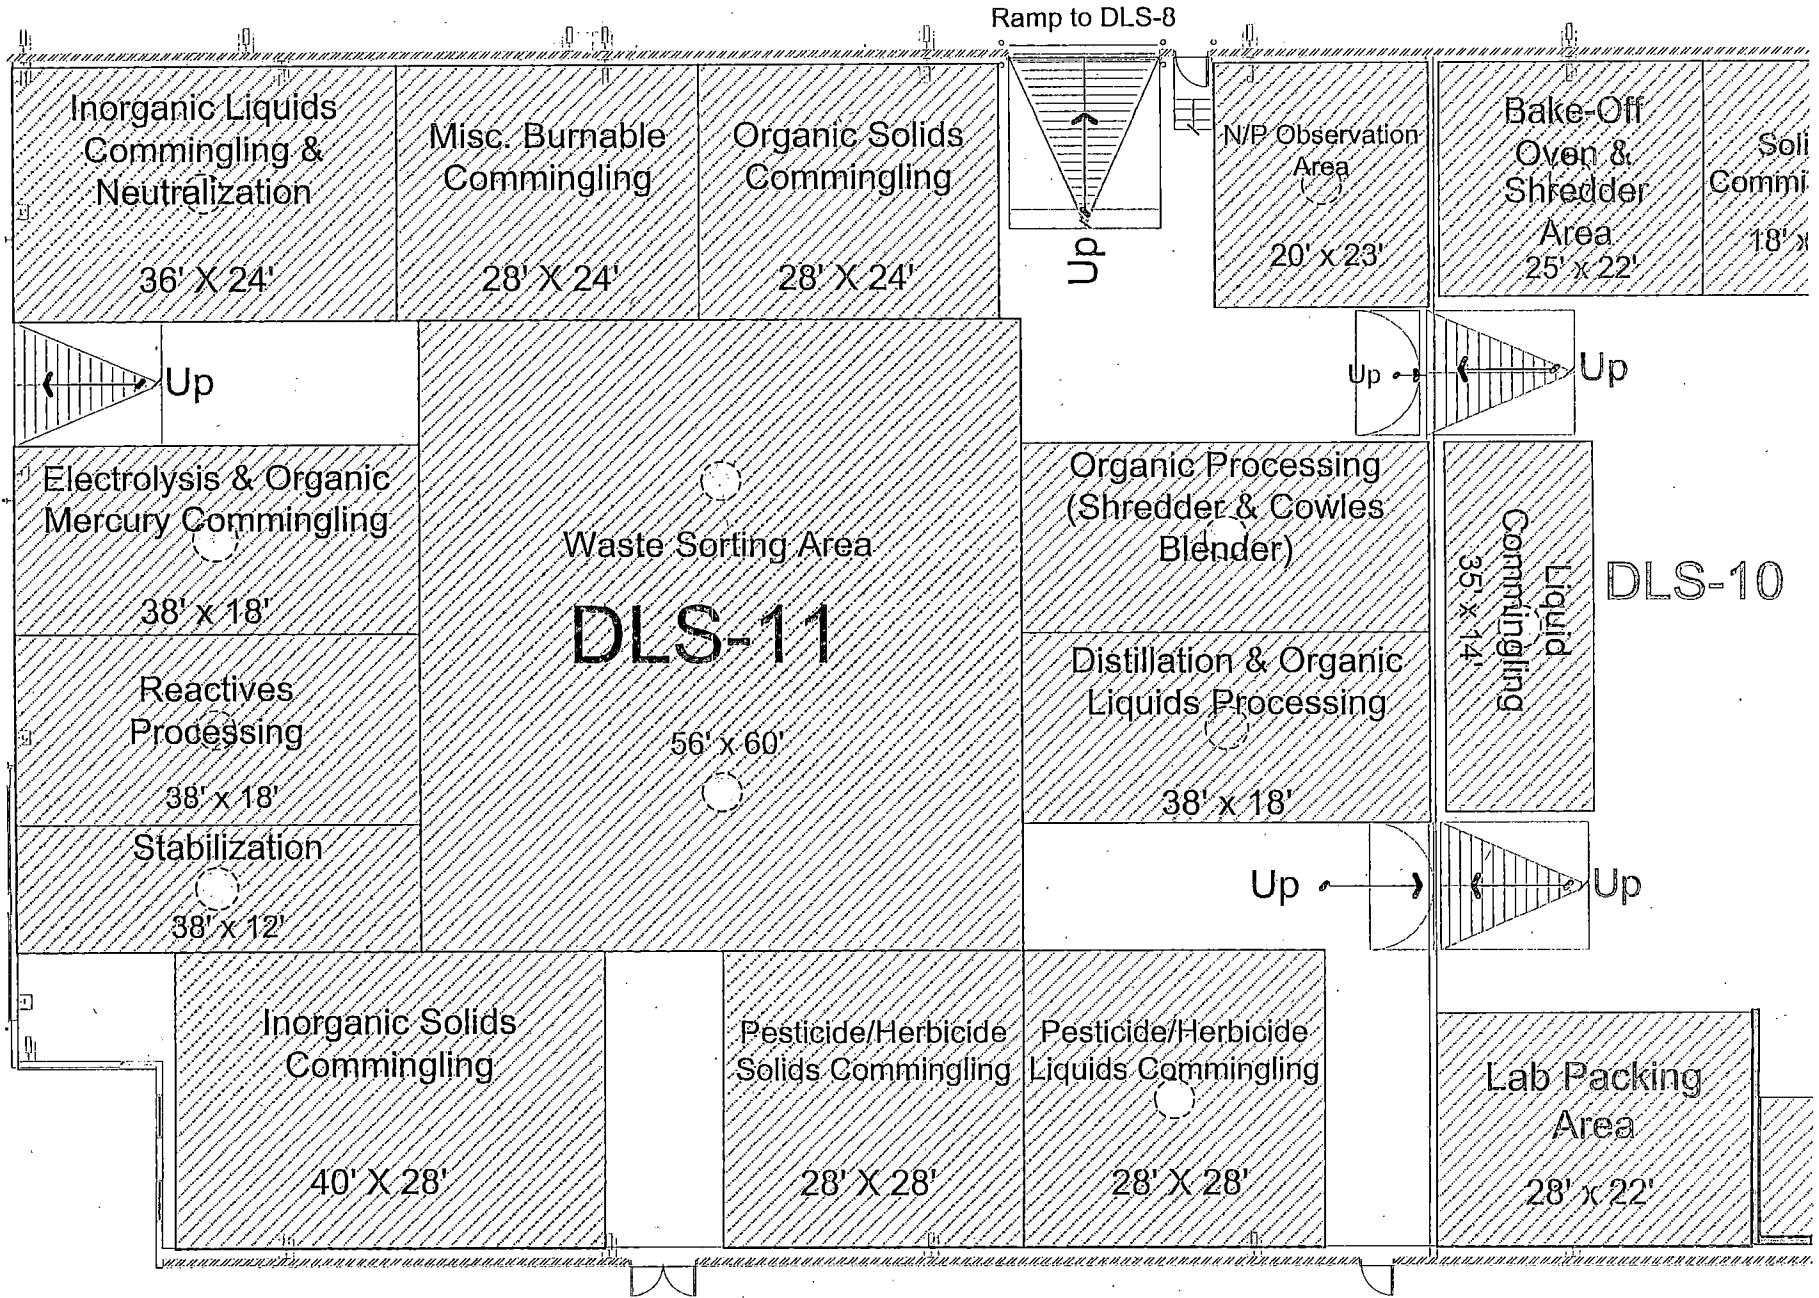 Ramp to DLS-8
Inorganic Liquids
Commingling &
Neutralization
36' X 24'
Misc. Burnable
Commingling
28' X 24'
Organic Solids
Commingling
28' X 24'
Up
N/P Observation
Area
20' x 23'
Bake-Off
Oven &
Shredder
Area
25' x 22'
Soli
Commi
18' x
Up
Up
Up
Electrolysis & Organic
Mercury Commingling
38' x 18'
Waste Sorting Area
DLS-11
56' x 60'
Organic Processing
(Shredder & Cowles
Blender)
Liquid
Commingling
35' x 14'
DLS-10
Reactives
Processing
38' x 18'
Distillation & Organic
Liquids Processing
38' x 18'
Stabilization
38' x 12'
Up
Up
Inorganic Solids
Commingling
40' X 28'
Pesticide/Herbicide
Solids Commingling
28' X 28'
Pesticide/Herbicide
Liquids Commingling
28' X 28'
Lab Packing
Area
28' x 22'